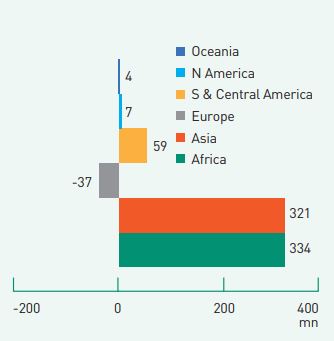 Oceania
4
N America
7
S & Central America
59
Europe
-37
Asia
321
Africa
334
-200 0 200 400
mn